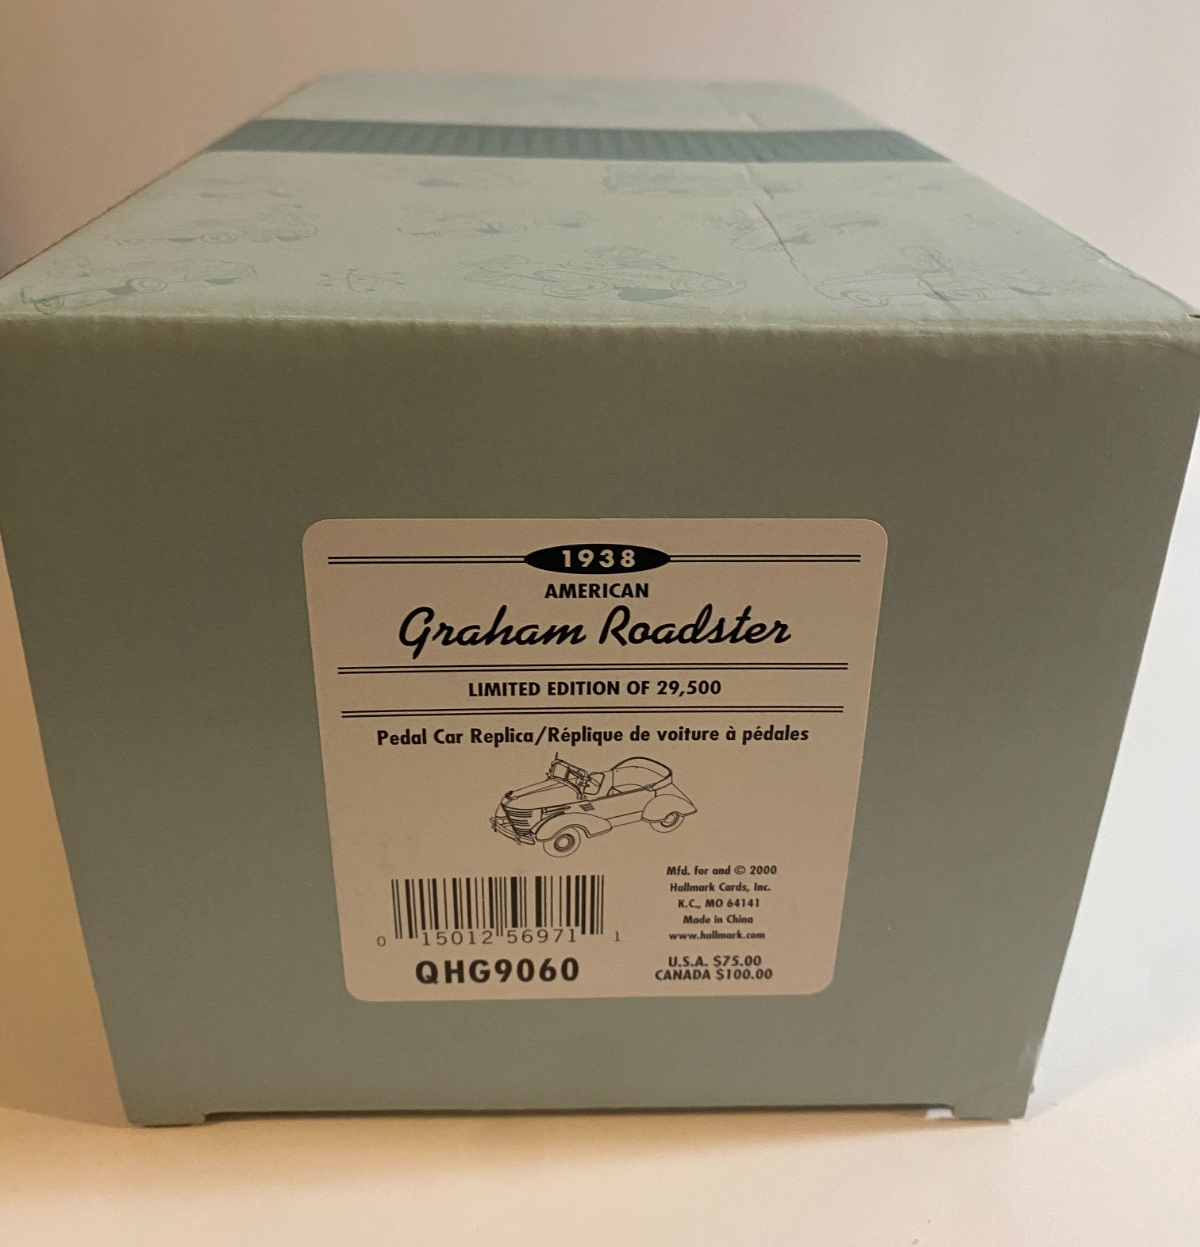 1938
AMERICAN
Graham Roadster
LIMITED EDITION OF 29,500
Pedal Car Replica/Réplique de voiture à pédales
Mfd. for and © 2000
Hallmark Cards, Inc.
K.C., MO 64141
Made in China
www.hallmark.com
0 15012 56971 1
QHG9060
U.S.A. $75.00
CANADA $100.00